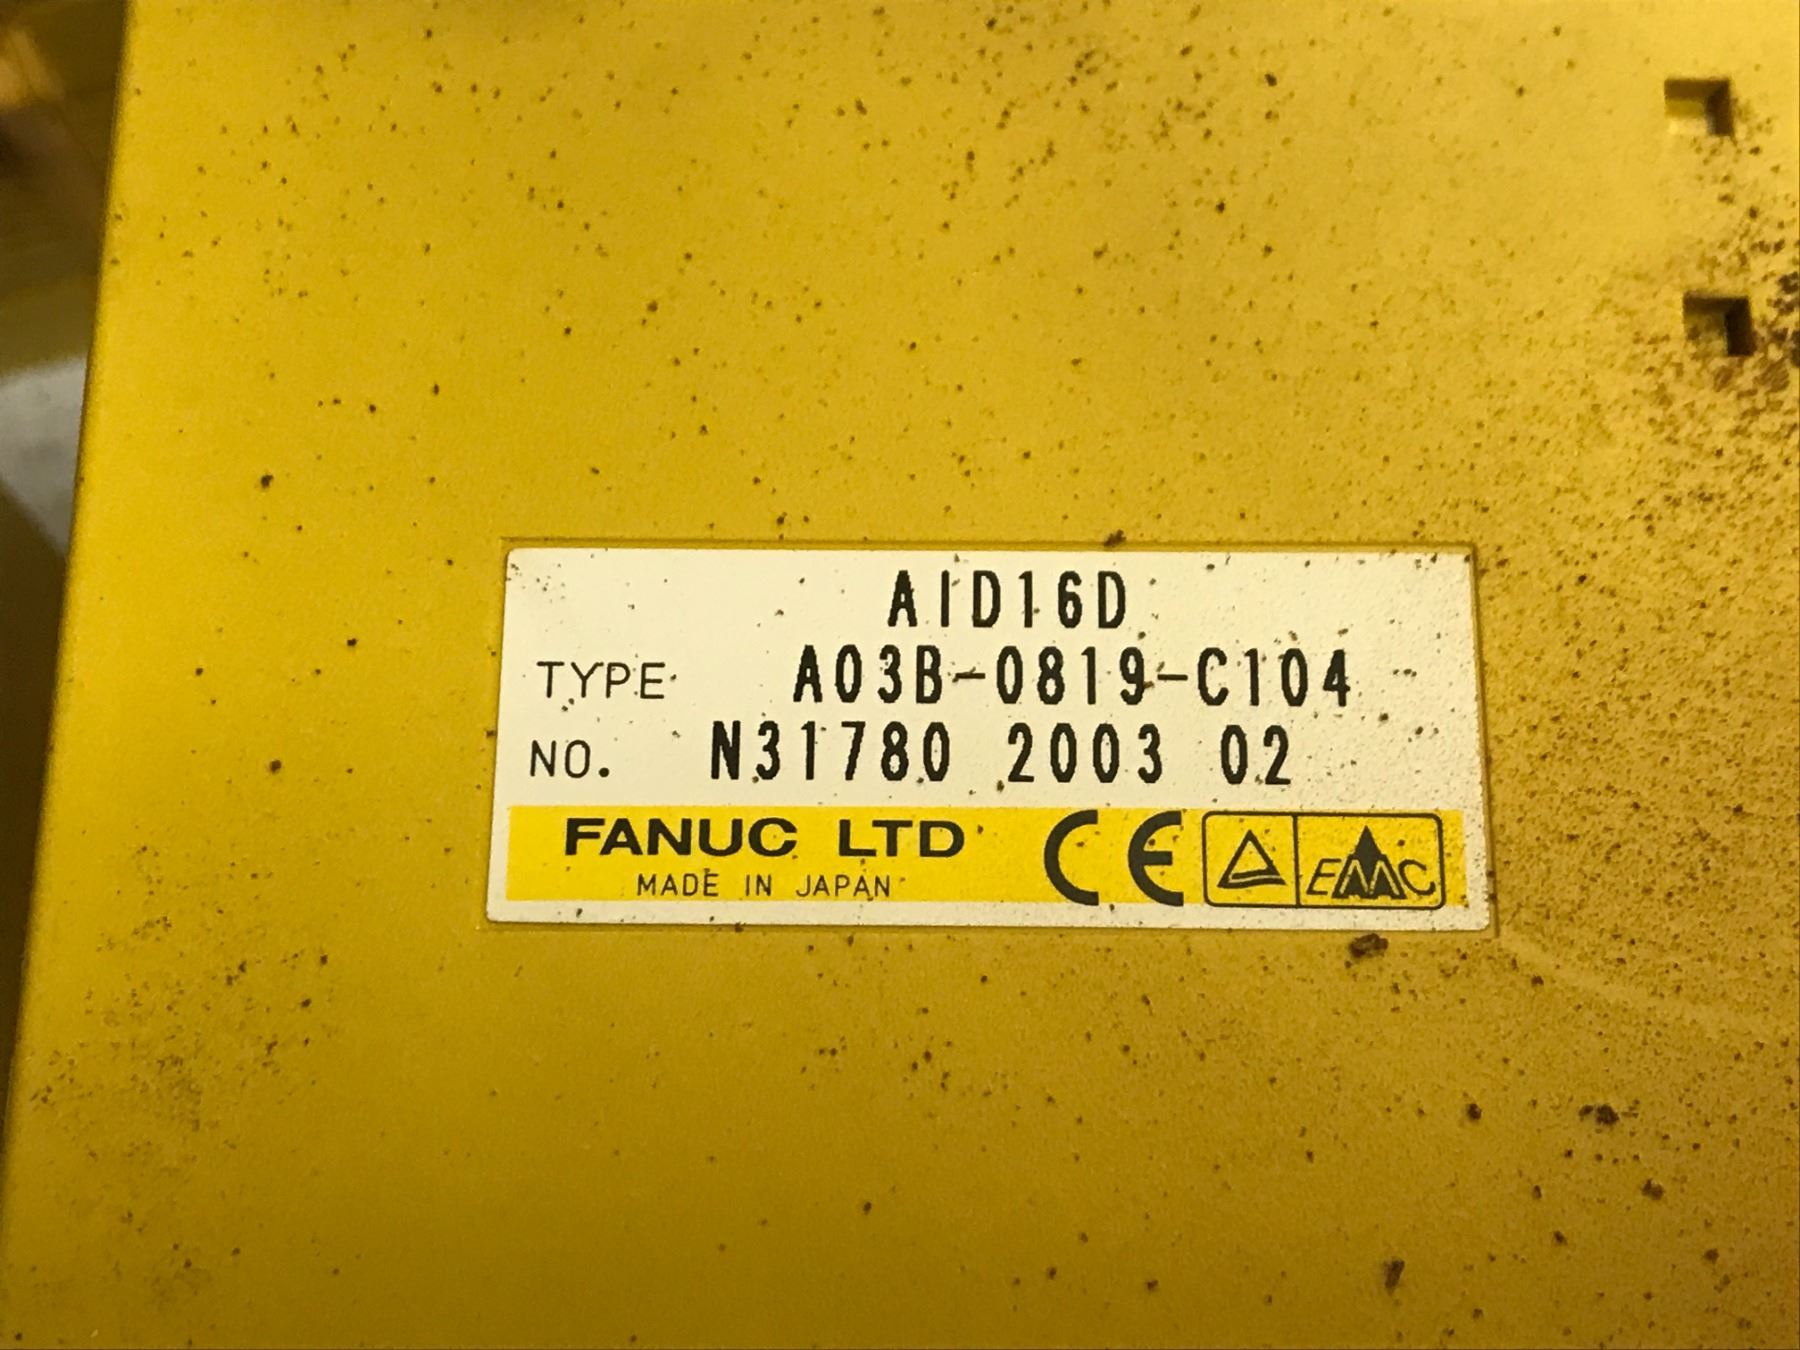 AID16D
TYPE A03B-0819-C104
NO. N31780 2003 02
FANUC LTD CE EMC
MADE IN JAPAN